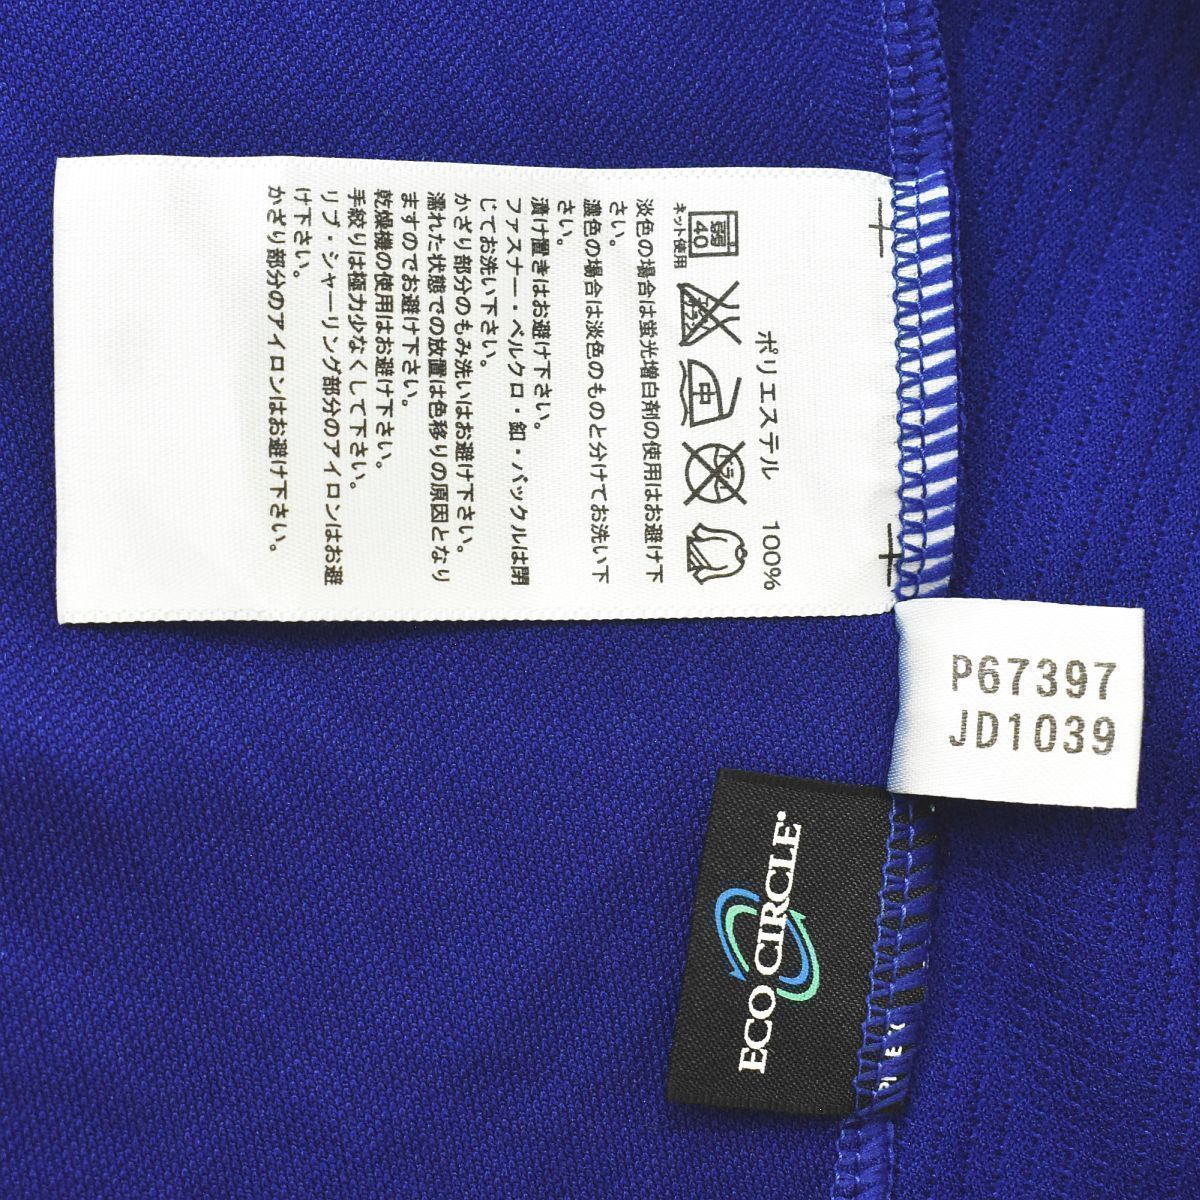 ポリエステル 100%
弱
40
ネット使用
中
淡色の場合は蛍光増白剤の使用はお避け下
さい。
濃色の場合は淡色のものと分けてお洗い下
さい。
漬け置きはお避け下さい。
ファスナー・ベルクロ・釦・バックルは閉
じてお洗い下さい。
かざり部分のもみ洗いはお避け下さい。
濡れた状態での放置は色移りの原因となり
ますのでお避け下さい。
乾燥機の使用はお避け下さい。
手絞りは極力少なくして下さい。
リブ・シャーリング部分のアイロンはお避
け下さい。
かざり部分のアイロンはお避け下さい。
P67397
JD1039
ECO CIRCLE®